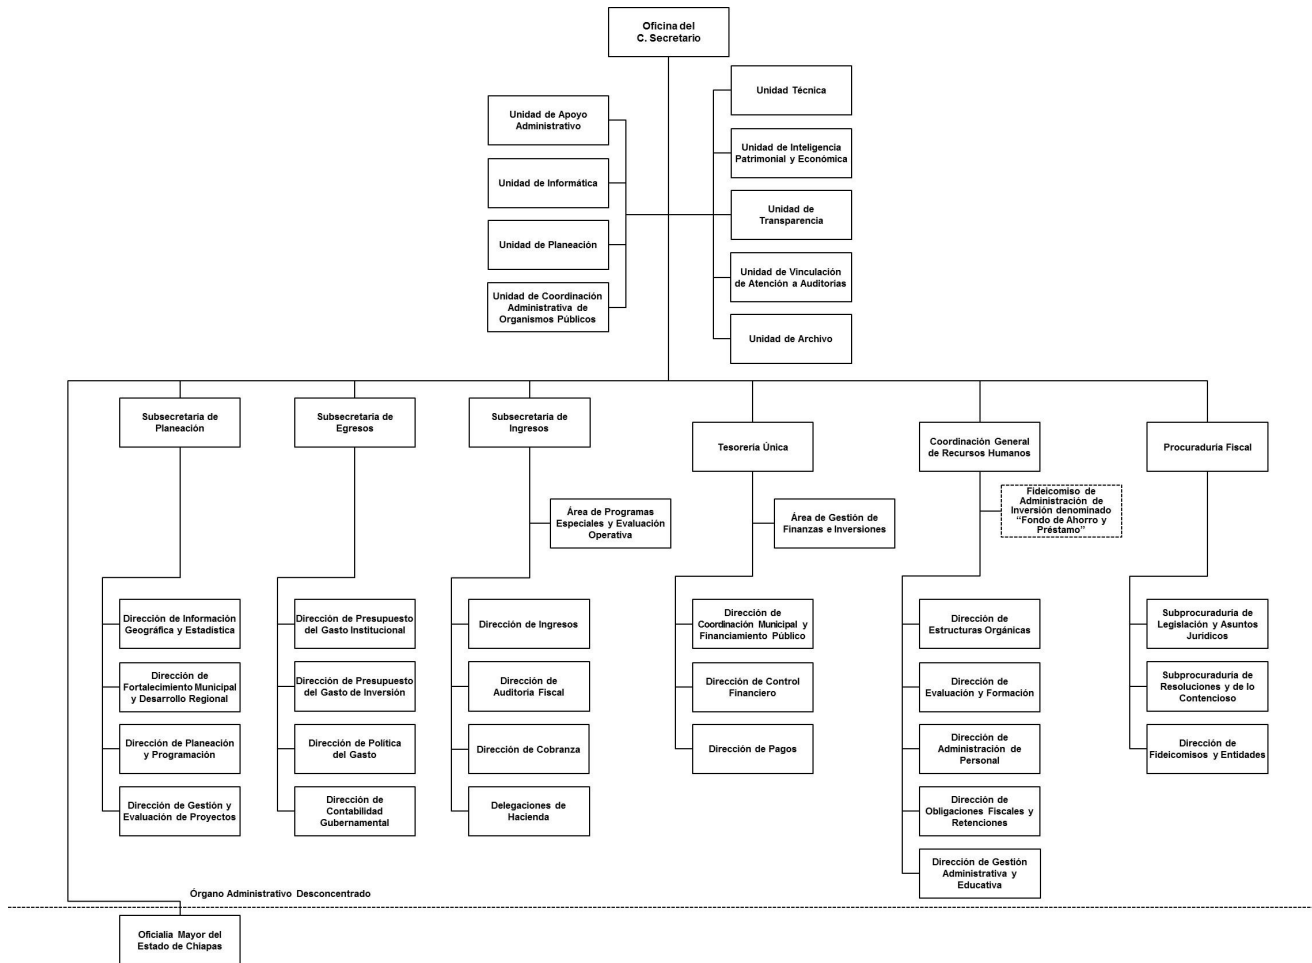 Oficina del
C. Secretario
Unidad de Apoyo
Administrativo
Unidad de Informática
Unidad de Planeación
Unidad de Coordinación
Administrativa de
Organismos Públicos
Unidad Técnica
Unidad de Inteligencia
Patrimonial y Económica
Unidad de
Transparencia
Unidad de Vinculación
de Atención a Auditorías
Unidad de Archivo
Subsecretaría de
Planeación
Subsecretaría de
Egresos
Subsecretaría de
Ingresos
Tesorería Única
Coordinación General
de Recursos Humanos
Procuraduría Fiscal
Área de Programas
Especiales y Evaluación
Operativa
Área de Gestión de
Finanzas e Inversiones
Fideicomiso de
Administración de
Inversión denominado
“Fondo de Ahorro y
Préstamo”
Dirección de Información
Geográfica y Estadística
Dirección de
Fortalecimiento Municipal
y Desarrollo Regional
Dirección de Planeación
y Programación
Dirección de Gestión y
Evaluación de Proyectos
Dirección de Presupuesto
del Gasto Institucional
Dirección de Presupuesto
del Gasto de Inversión
Dirección de Política
del Gasto
Dirección de
Contabilidad
Gubernamental
Dirección de Ingresos
Dirección de
Auditoría Fiscal
Dirección de Cobranza
Delegaciones de
Hacienda
Dirección de
Coordinación Municipal y
Financiamiento Público
Dirección de Control
Financiero
Dirección de Pagos
Dirección de
Estructuras Orgánicas
Dirección de
Evaluación y Formación
Dirección de
Administración de
Personal
Dirección de
Obligaciones Fiscales y
Retenciones
Dirección de Gestión
Administrativa y
Educativa
Subprocuraduría de
Legislación y Asuntos
Jurídicos
Subprocuraduría de
Resoluciones y de lo
Contencioso
Dirección de
Fideicomisos y Entidades
Órgano Administrativo Desconcentrado
Oficialía Mayor del
Estado de Chiapas